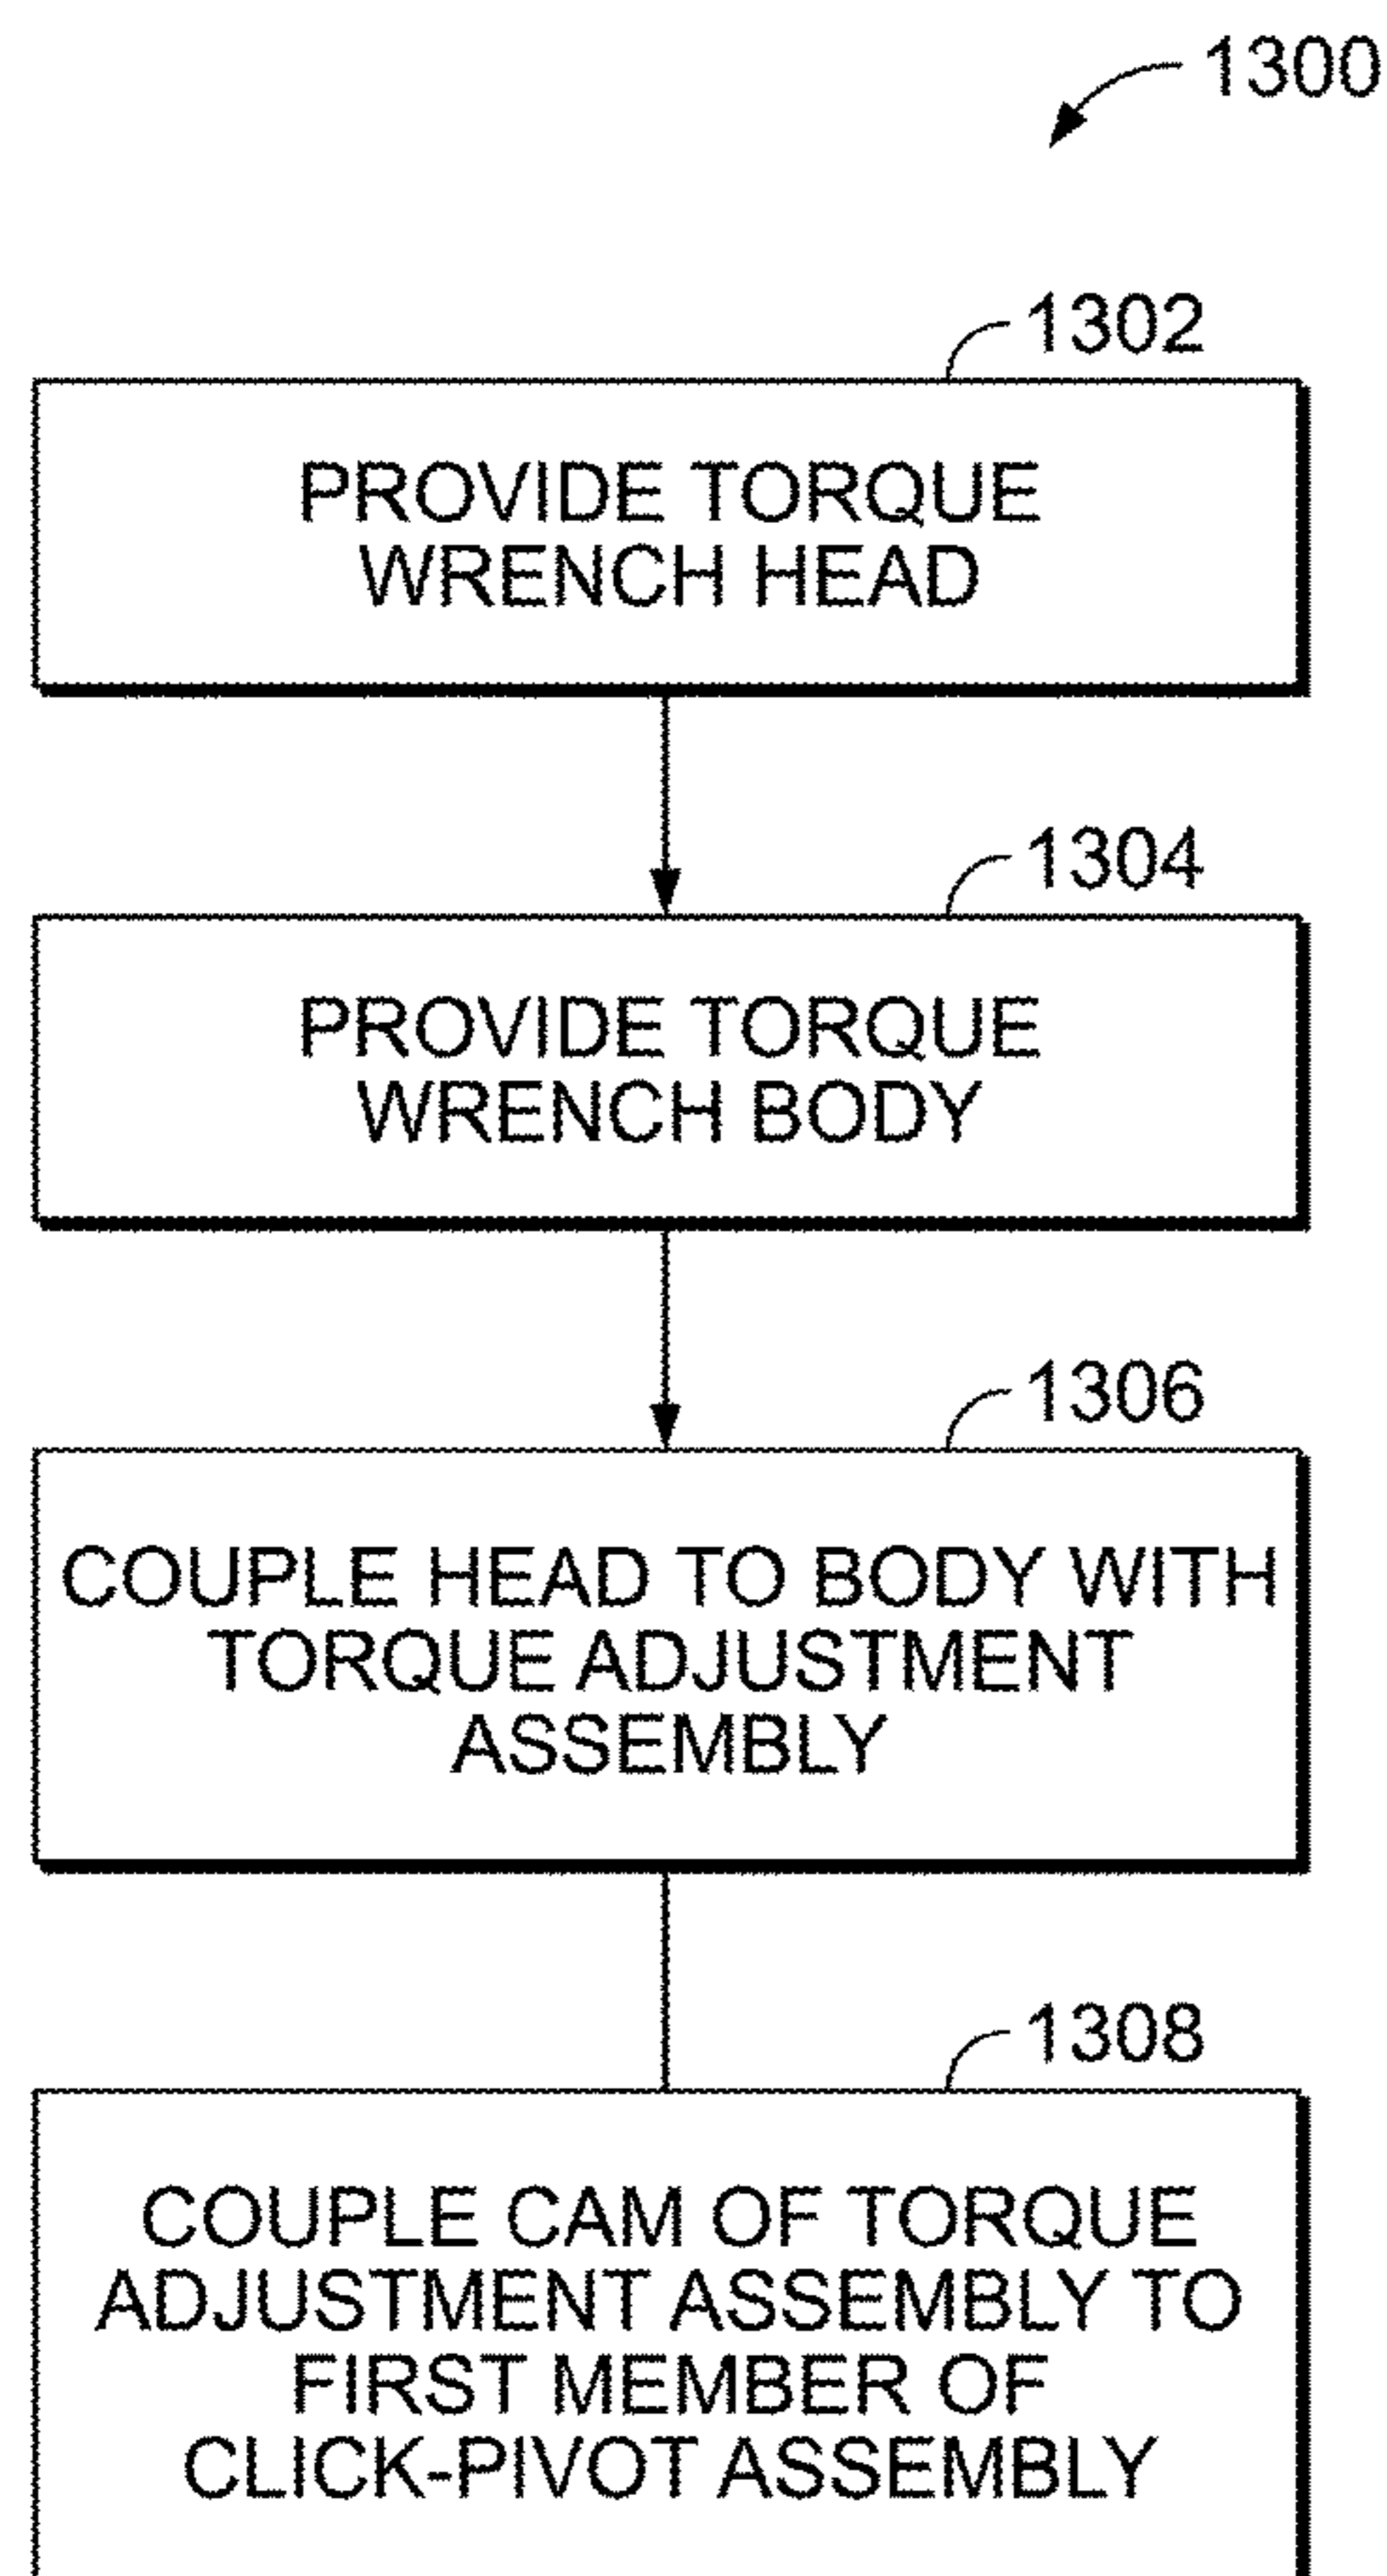 1300
1302
PROVIDE TORQUE
WRENCH HEAD
1304
PROVIDE TORQUE
WRENCH BODY
1306
COUPLE HEAD TO BODY WITH
TORQUE ADJUSTMENT
ASSEMBLY
1308
COUPLE CAM OF TORQUE
ADJUSTMENT ASSEMBLY TO
FIRST MEMBER OF
CLICK-PIVOT ASSEMBLY